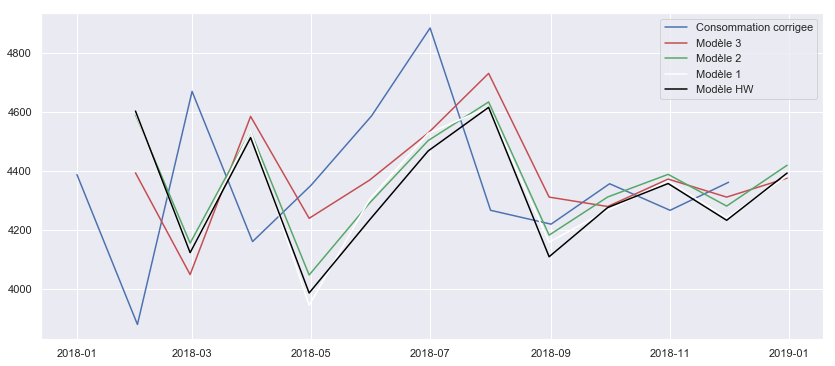 Consommation corrigee
Modèle 3
Modèle 2
Modèle 1
Modèle HW
4800
4600
4400
4200
4000
2018-01 2018-03 2018-05 2018-07 2018-09 2018-11 2019-01